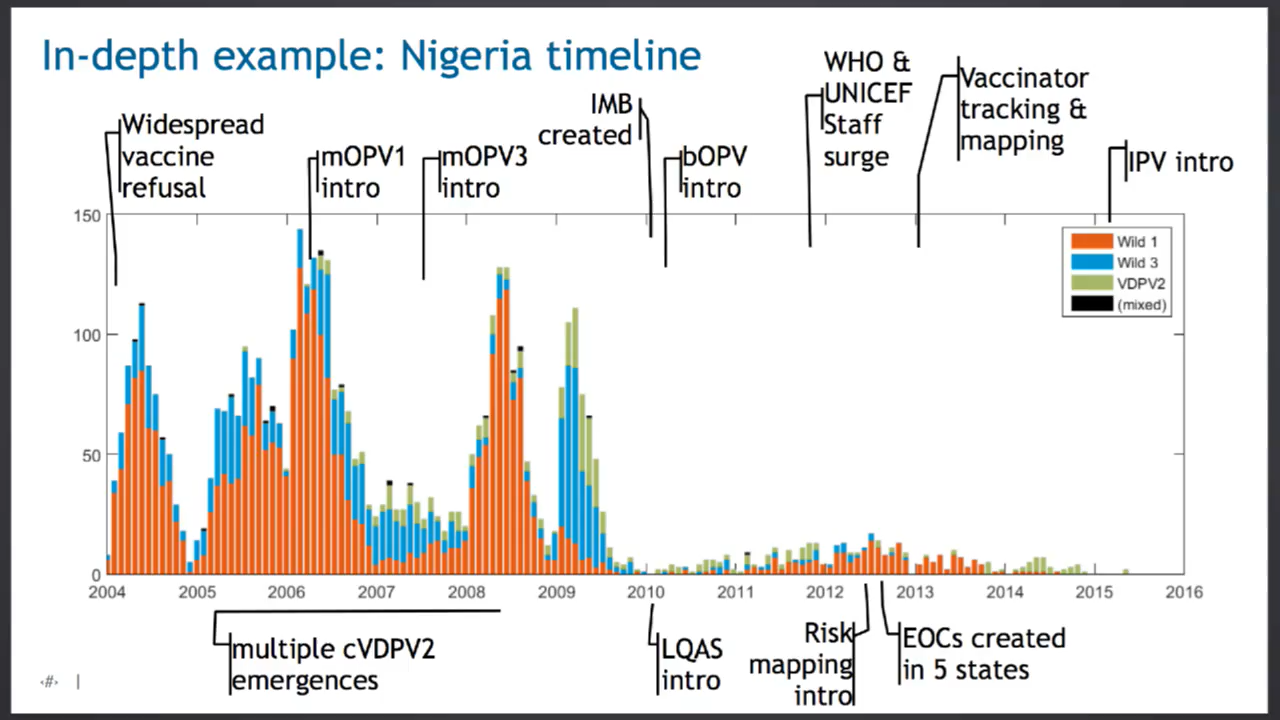 In-depth example: Nigeria timeline
Widespread
vaccine
refusal
mOPV1
intro
mOPV3
intro
IMB
created
bOPV
intro
WHO &
UNICEF
Staff
surge
Vaccinator
tracking &
mapping
IPV intro
150
100
50
0
Wild 1
Wild 3
VDPV2
(mixed)
2004 2005 2006 2007 2008 2009 2010 2011 2012 2013 2014 2015 2016
multiple cVDPV2
emergences
LQAS
intro
Risk
mapping
intro
EOCs created
in 5 states
‹#› |